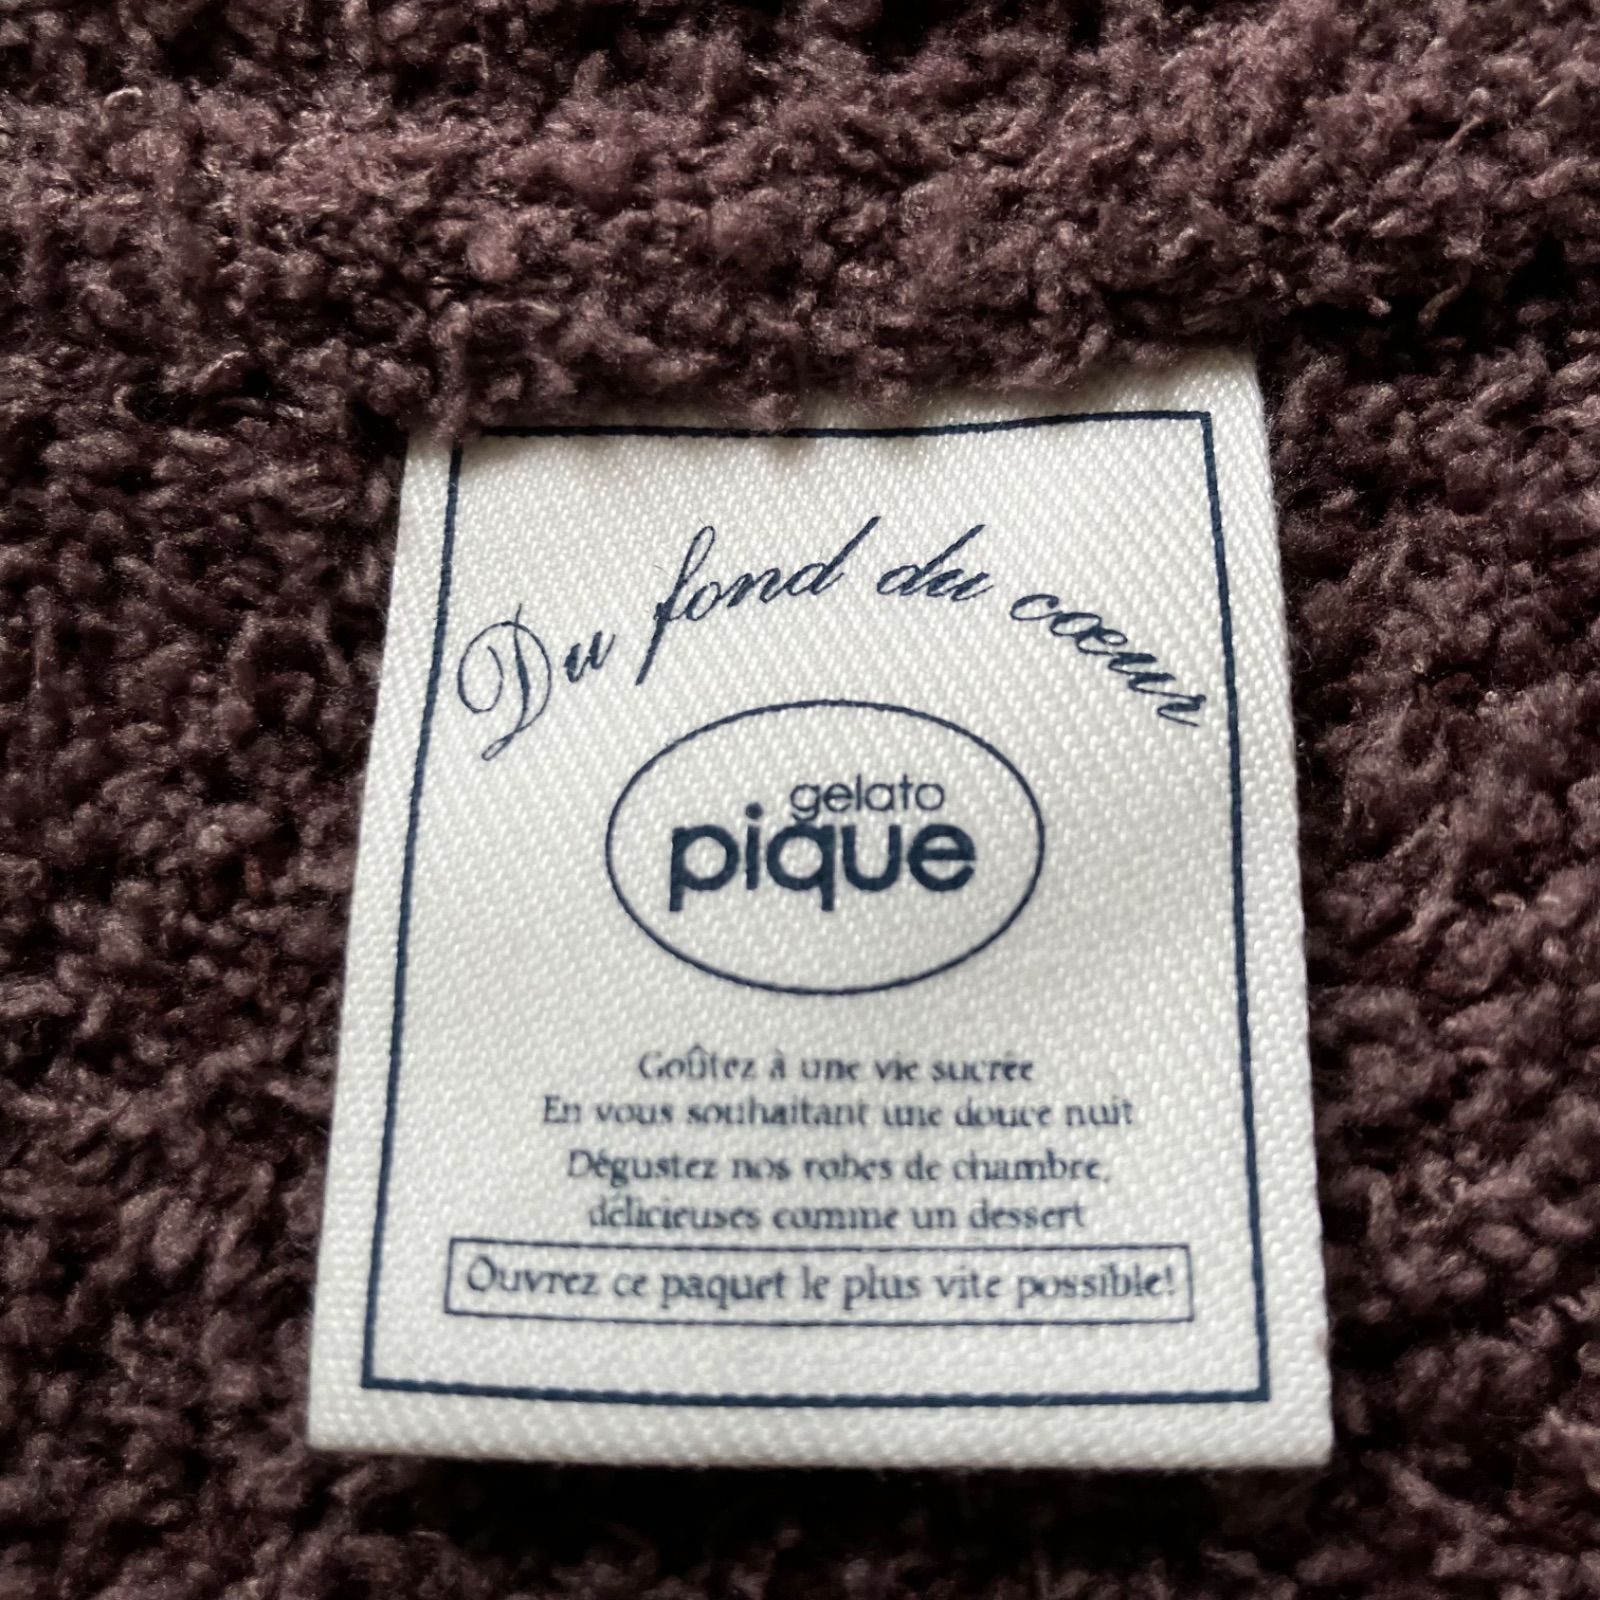 Du fond du cœur
gelato
pique
Goûtez à une vie sucrée
En vous souhaitant une douce nuit
Dégustez nos robes de chambre,
délicieuses comme un dessert
Ouvrez ce paquet le plus vite possible!